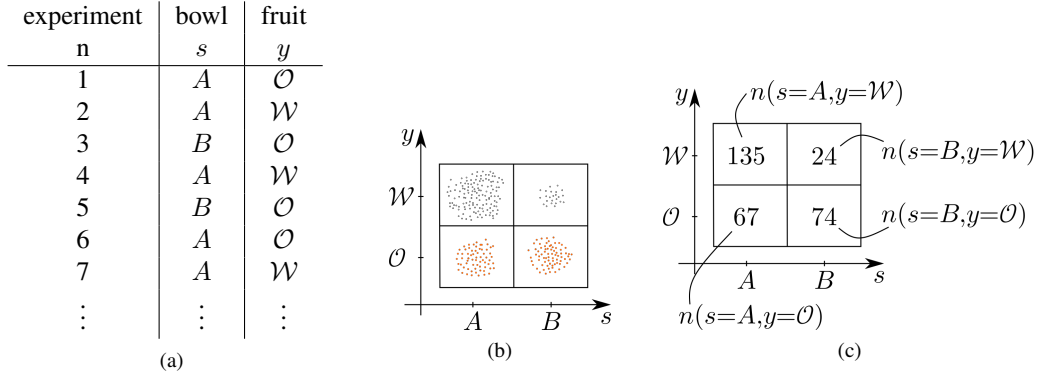 experiment bowl fruit
n s y
1 A 𝒪
2 A 𝒲
3 B 𝒪
4 A 𝒲
5 B 𝒪
6 A 𝒪
7 A 𝒲
⋮ ⋮ ⋮
(a)
y
𝒲
𝒪
A B s
(b)
y n(s=A,y=𝒲)
𝒲 135 24 n(s=B,y=𝒲)
𝒪 67 74 n(s=B,y=𝒪)
A B s
n(s=A,y=𝒪)
(c)